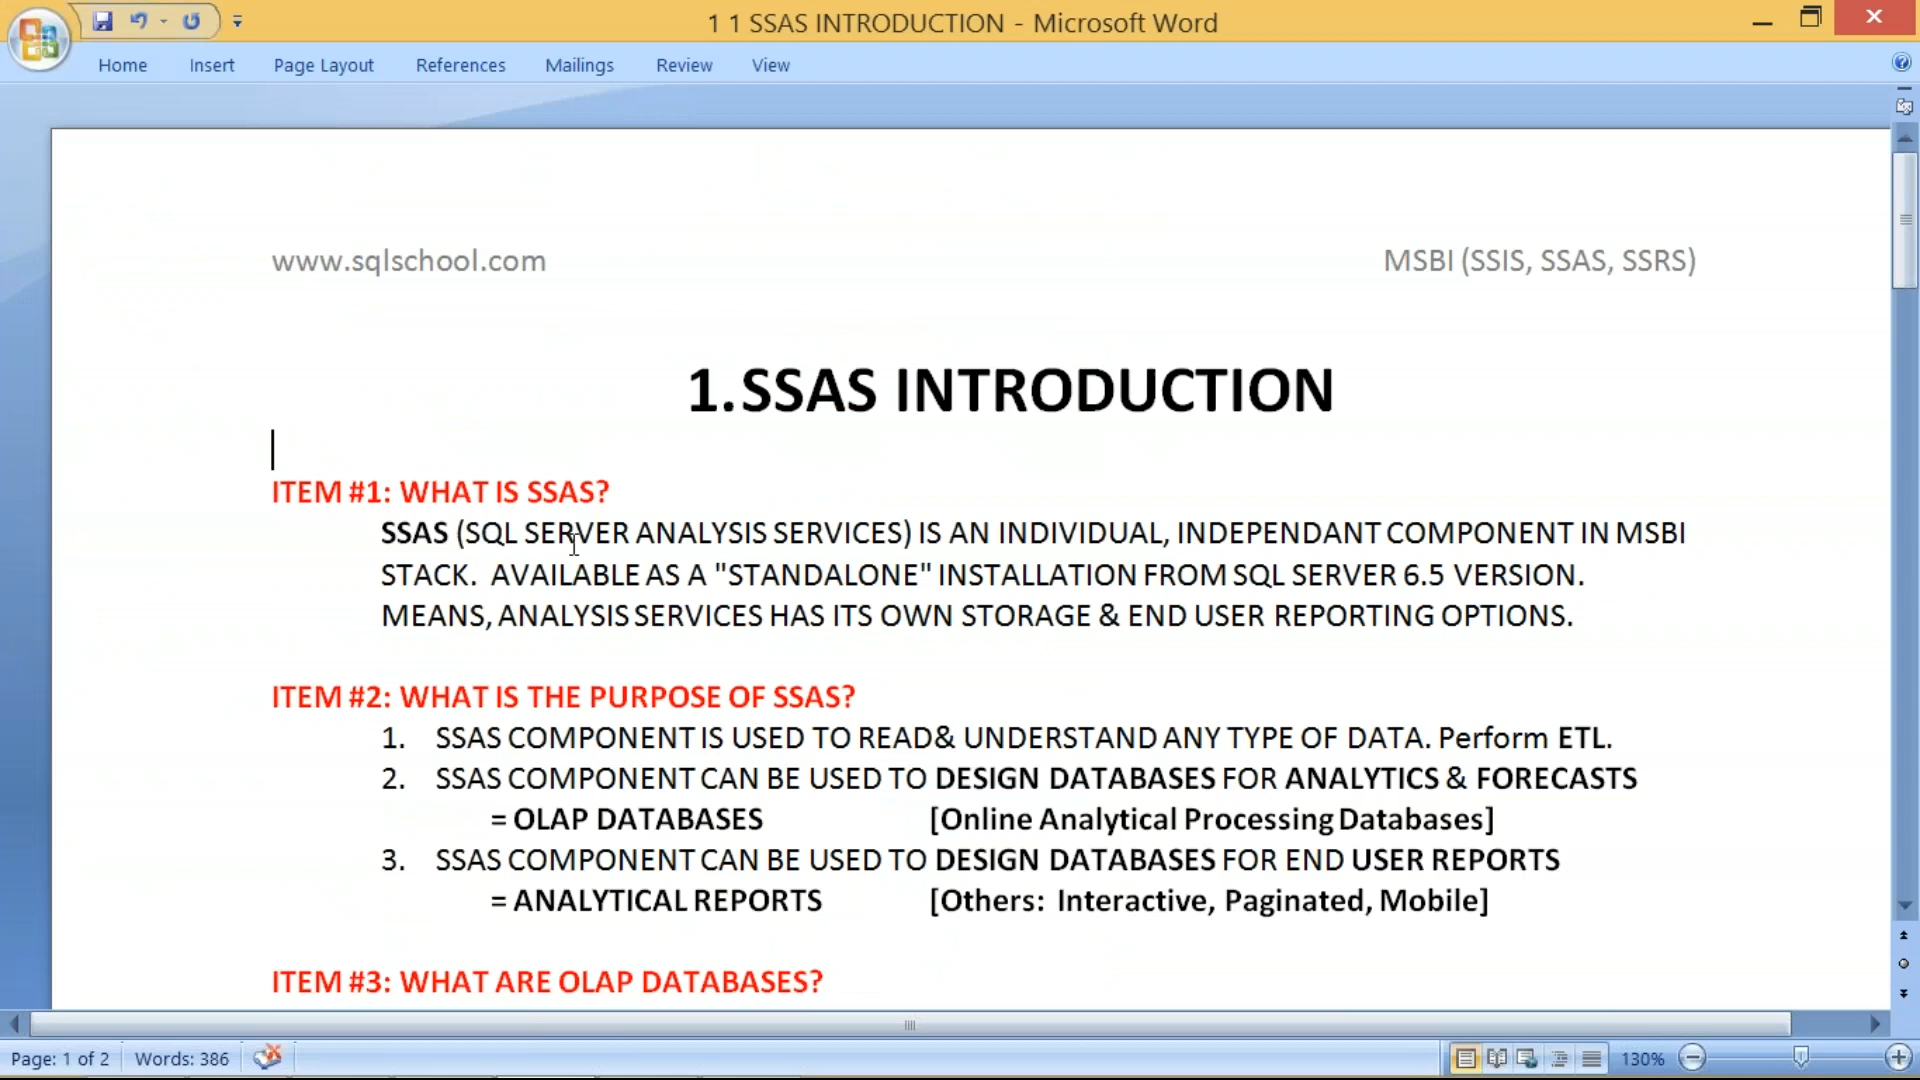 1 1 SSAS INTRODUCTION - Microsoft Word
Home Insert Page Layout References Mailings Review View
www.sqlschool.com MSBI (SSIS, SSAS, SSRS)
1.SSAS INTRODUCTION
ITEM #1: WHAT IS SSAS?
SSAS (SQL SERVER ANALYSIS SERVICES) IS AN INDIVIDUAL, INDEPENDANT COMPONENT IN MSBI
STACK. AVAILABLE AS A "STANDALONE" INSTALLATION FROM SQL SERVER 6.5 VERSION.
MEANS, ANALYSIS SERVICES HAS ITS OWN STORAGE & END USER REPORTING OPTIONS.
ITEM #2: WHAT IS THE PURPOSE OF SSAS?
1. SSAS COMPONENT IS USED TO READ& UNDERSTAND ANY TYPE OF DATA. Perform ETL.
2. SSAS COMPONENT CAN BE USED TO DESIGN DATABASES FOR ANALYTICS & FORECASTS
= OLAP DATABASES [Online Analytical Processing Databases]
3. SSAS COMPONENT CAN BE USED TO DESIGN DATABASES FOR END USER REPORTS
= ANALYTICAL REPORTS [Others: Interactive, Paginated, Mobile]
ITEM #3: WHAT ARE OLAP DATABASES?
Page: 1 of 2 Words: 386 130%